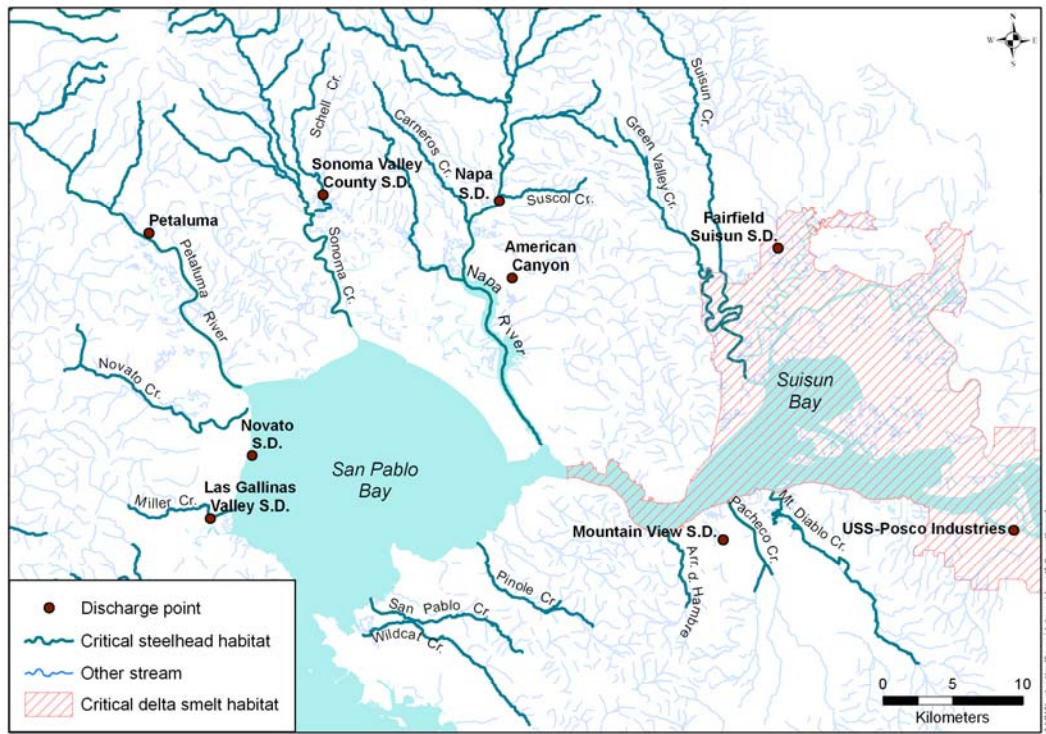 N
W
E
S
Suisun Cr.
Schell Cr.
Carneros Cr.
Green Valley Cr.
Sonoma Valley
County S.D.
Napa
S.D.
Suscol Cr.
Petaluma
Fairfield
Suisun S.D.
Petaluma River
Sonoma Cr.
American
Canyon
Napa River
Novato Cr.
Suisun
Bay
Novato
S.D.
San Pablo
Bay
Miller Cr.
Las Gallinas
Valley S.D.
Mountain View S.D.
Pacheco Cr.
Mt. Diablo Cr.
USS-Posco Industries
Arr. d. Hambre
Pinole Cr.
San Pablo Cr.
Wildcat Cr.
Discharge point
Critical steelhead habitat
Other stream
Critical delta smelt habitat
0 5 10
Kilometers